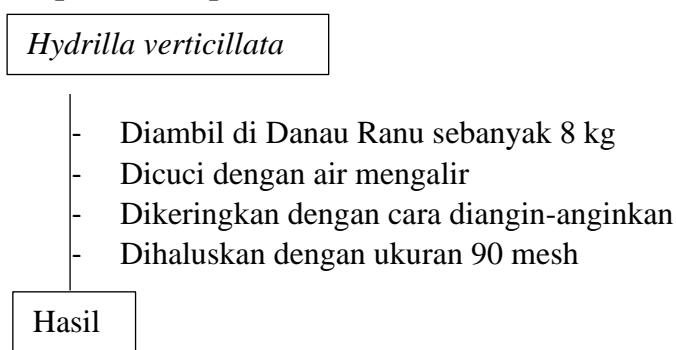 Hydrilla verticillata
- Diambil di Danau Ranu sebanyak 8 kg
- Dicuci dengan air mengalir
- Dikeringkan dengan cara diangin-anginkan
- Dihaluskan dengan ukuran 90 mesh
Hasil